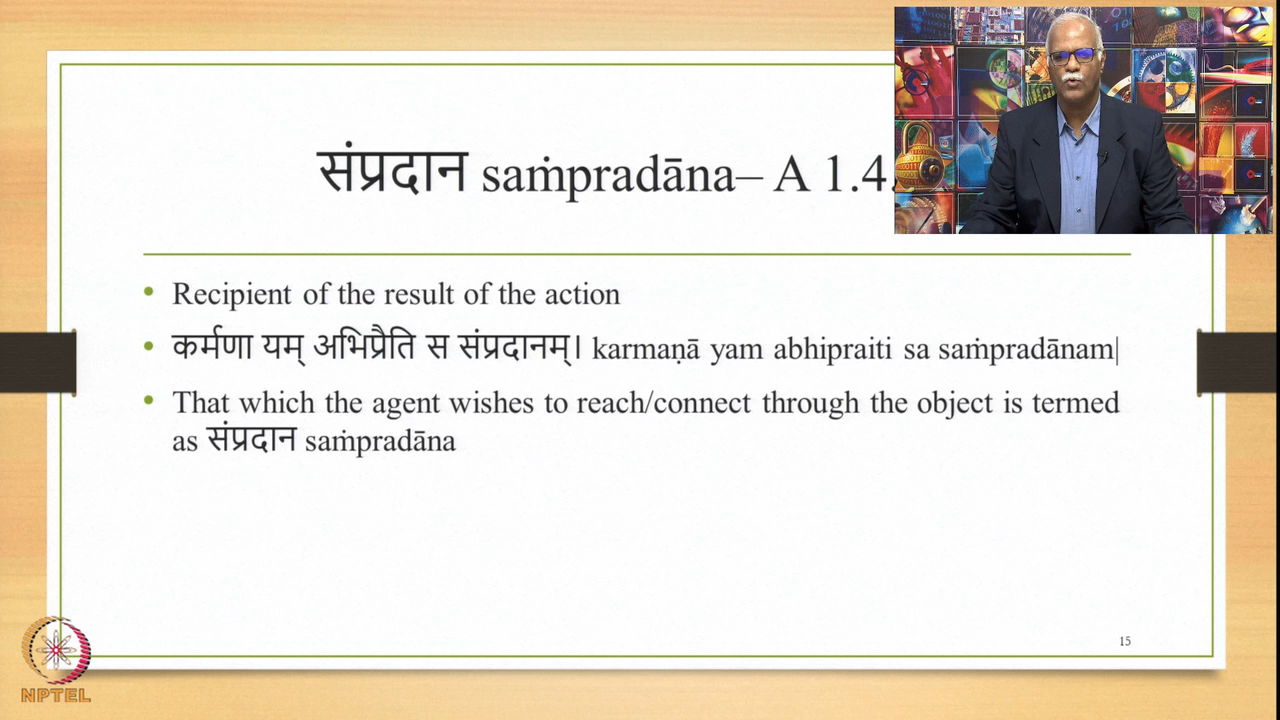 संप्रदान saṁpradāna– A 1.4.
• Recipient of the result of the action
• कर्मणा यम् अभिप्रैति स संप्रदानम्। karmaṇā yam abhipraiti sa saṁpradānam|
• That which the agent wishes to reach/connect through the object is termed
as संप्रदान saṁpradāna
15
NPTEL